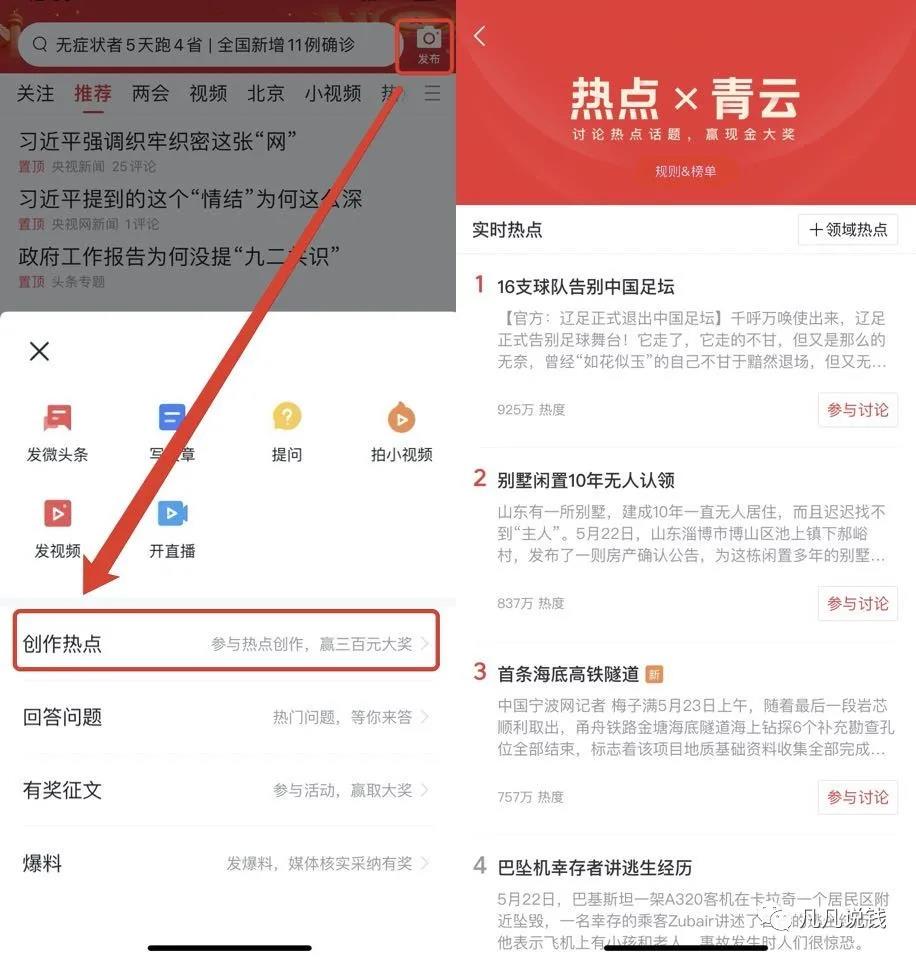 无症状者5天跑4省 | 全国新增11例确诊
发布
关注 推荐 两会 视频 北京 小视频 热
习近平强调织牢织密这张“网”
置顶 央视新闻 25评论
习近平提到的这个“情结”为何这么深
置顶 央视网新闻 1评论
政府工作报告为何没提“九二共识”
置顶 头条专题
发微头条 写文章 提问 拍小视频
发视频 开直播
创作热点 参与热点创作，赢三百元大奖
回答问题 热门问题，等你来答
有奖征文 参与活动，赢取大奖
爆料 发爆料，媒体核实采纳有奖
热点×青云
讨论热点话题，赢现金大奖
规则&榜单
实时热点 ＋领域热点
1 16支球队告别中国足坛
【官方：辽足正式退出中国足坛】千呼万唤使出来，辽足
正式告别足球舞台！它走了，它走的不甘，但又是那么的
无奈，曾经“如花似玉”的自己不甘于黯然退场，但又无...
925万 热度 参与讨论
2 别墅闲置10年无人认领
山东有一所别墅，建成10年一直无人居住，而且迟迟找不
到“主人”。5月22日，山东淄博市博山区池上镇下郝峪
村，发布了一则房产确认公告，为这栋闲置多年的别墅...
837万 热度 参与讨论
3 首条海底高铁隧道 新
中国宁波网记者 梅子满5月23日上午，随着最后一段岩芯
顺利取出，甬舟铁路金塘海底隧道海上钻探6个补充勘查孔
位全部结束，标志着该项目地质基础资料收集全部完成...
757万 热度 参与讨论
4 巴坠机幸存者讲逃生经历
5月22日，巴基斯坦一架A320客机在卡拉奇一个居民区附
近坠毁，一名幸存的乘客Zubair讲述了
他表示飞机上有小孩和老人，事故发生时人们很惊恐。
凡凡说钱